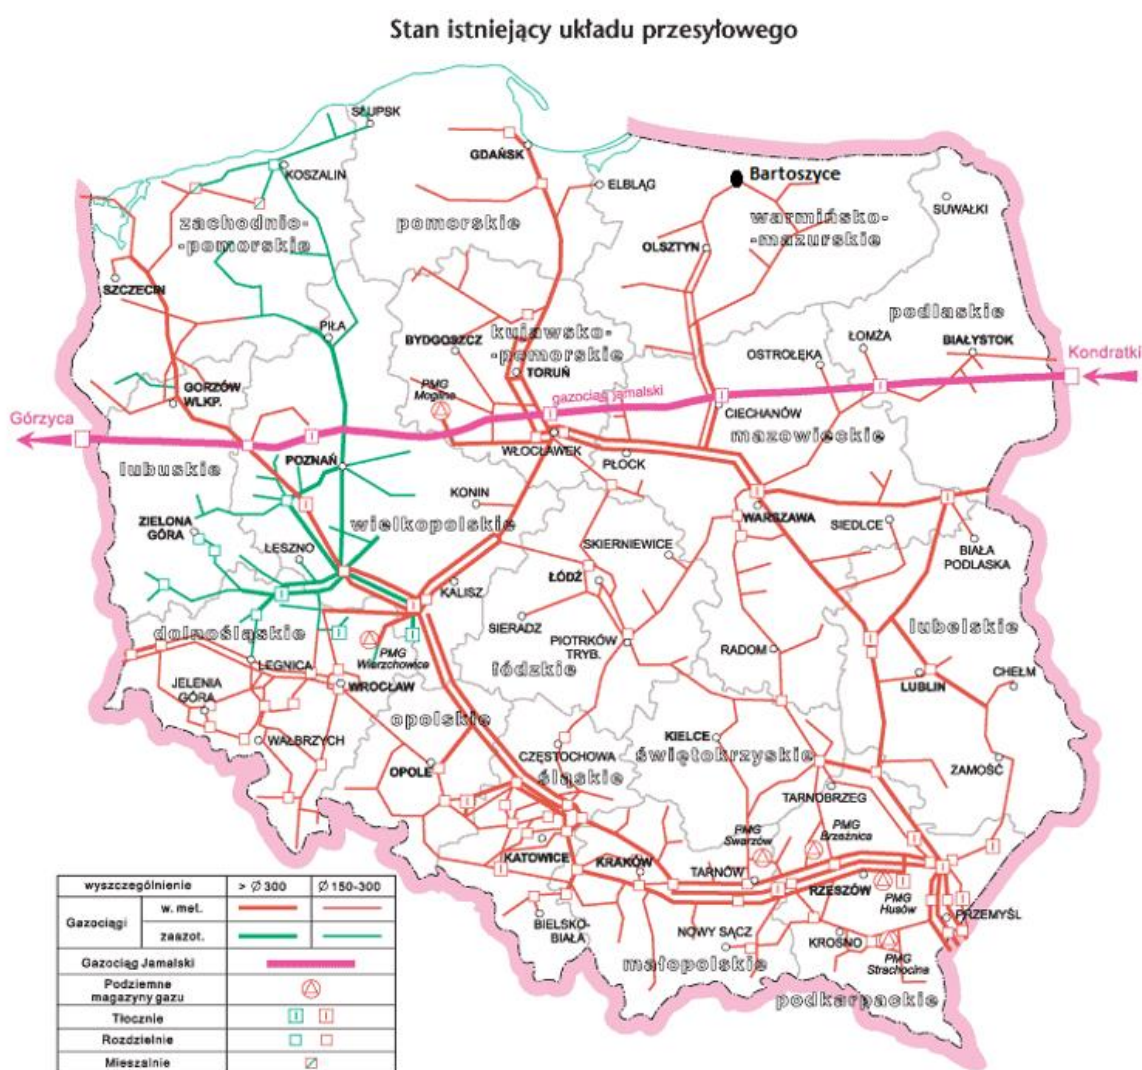 Stan istniejący układu przesyłowego
SŁUPSK
GDAŃSK
KOSZALIN
ELBLĄG
Bartoszyce
SUWAŁKI
zachodnio-
-pomorskie
pomorskie
warmińsko-
-mazurskie
OLSZTYN
SZCZECIN
podlaskie
PIŁA
BYDGOSZCZ
kujawsko-
-pomorskie
ŁOMŻA
BIAŁYSTOK
OSTROŁĘKA
Kondratki
TORUŃ
GORZÓW
WLKP.
PMG
Mogilno
gazociąg jamalski
Górzyca
CIECHANÓW
mazowieckie
WŁOCŁAWEK
PŁOCK
lubuskie
POZNAŃ
KONIN
wielkopolskie
WARSZAWA
SIEDLCE
ZIELONA
GÓRA
LESZNO
SKIERNIEWICE
BIAŁA
PODLASKA
ŁÓDŹ
KALISZ
SIERADZ
dolnośląskie
PIOTRKÓW
TRYB.
lubelskie
PMG
Wierzchowice
łódzkie
RADOM
LEGNICA
WROCŁAW
LUBLIN
CHEŁM
JELENIA
GÓRA
opolskie
WAŁBRZYCH
KIELCE
CZĘSTOCHOWA
świętokrzyskie
OPOLE
śląskie
ZAMOŚĆ
TARNOBRZEG
PMG
Swarzów
PMG
Brzeźnica
KATOWICE
KRAKÓW
TARNÓW
RZESZÓW
PMG
Husów
PRZEMYŚL
BIELSKO-
BIAŁA
NOWY SĄCZ
KROSNO
małopolskie
PMG
Strachocina
podkarpackie
wyszczególnienie > Ø 300 Ø 150-300
Gazociągi
w. met.
zaazot.
Gazociąg Jamalski
Podziemne
magazyny gazu
Tłocznie
Rozdzielnie
Mieszalnie